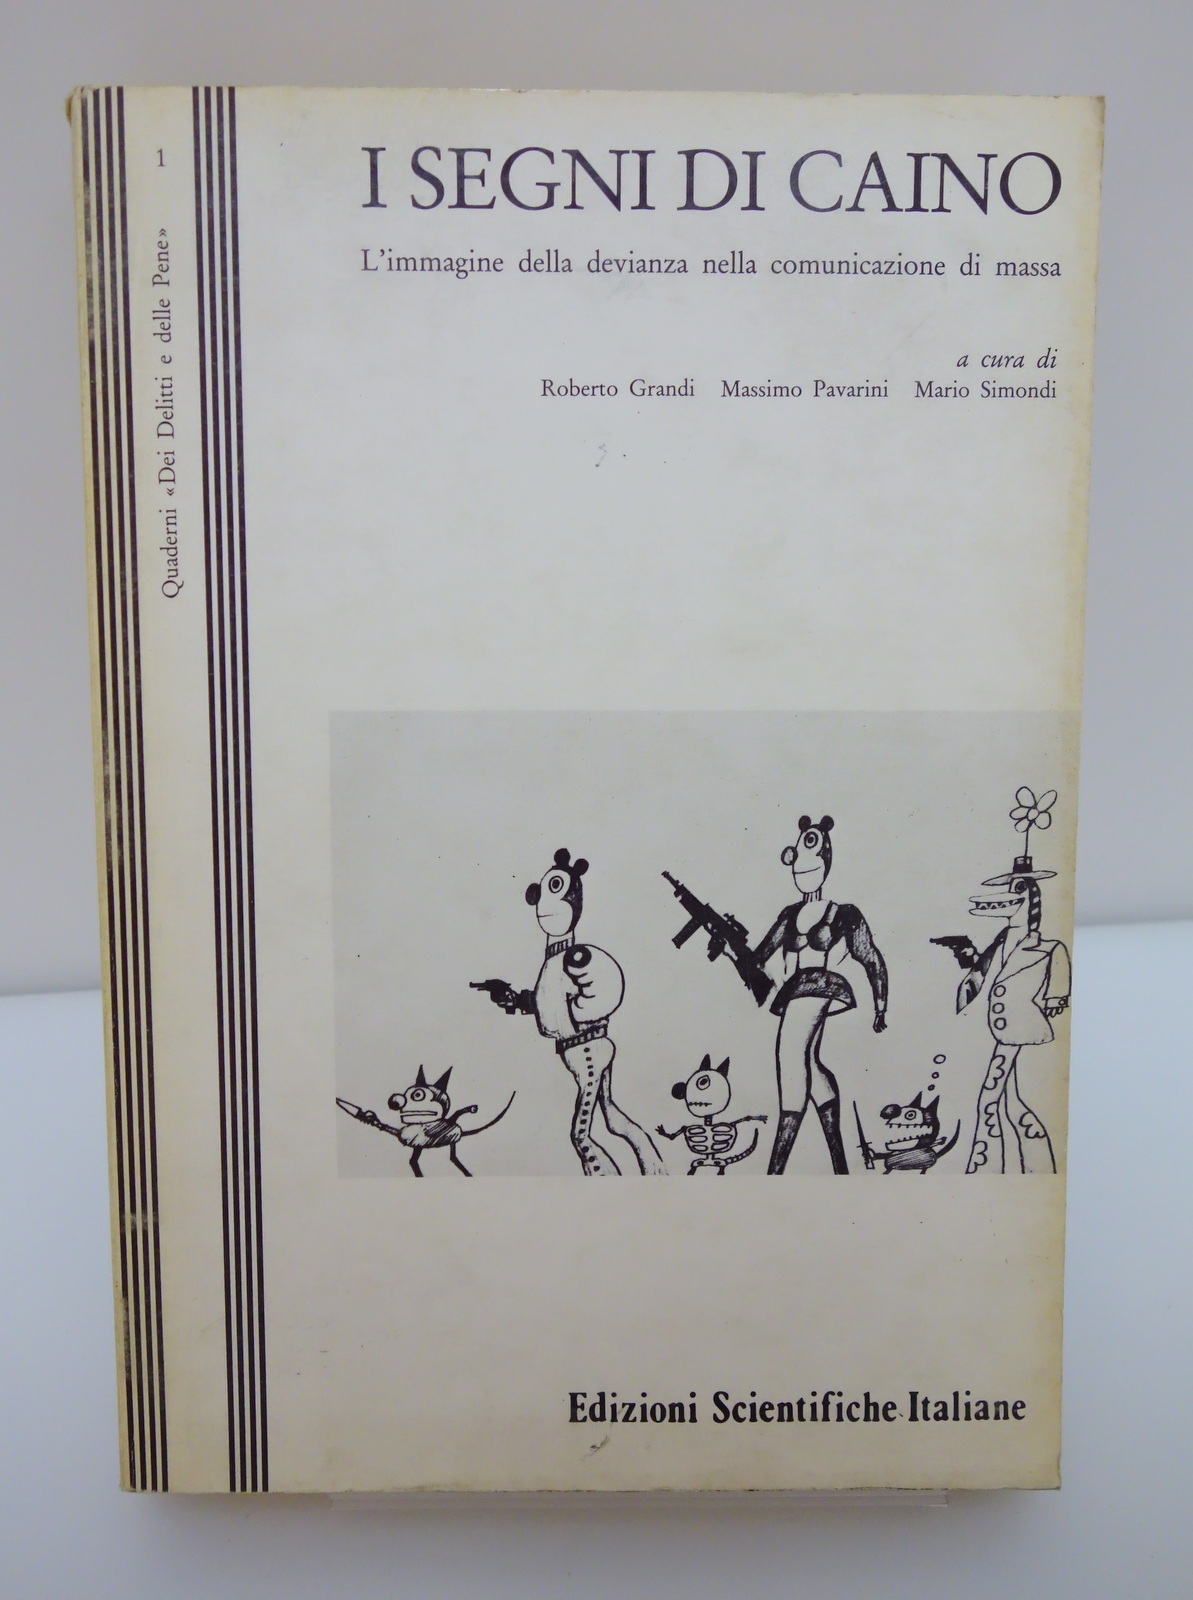 1
Quaderni «Dei Delitti e delle Pene»
I SEGNI DI CAINO
L'immagine della devianza nella comunicazione di massa
a cura di
Roberto Grandi Massimo Pavarini Mario Simondi
Edizioni Scientifiche Italiane